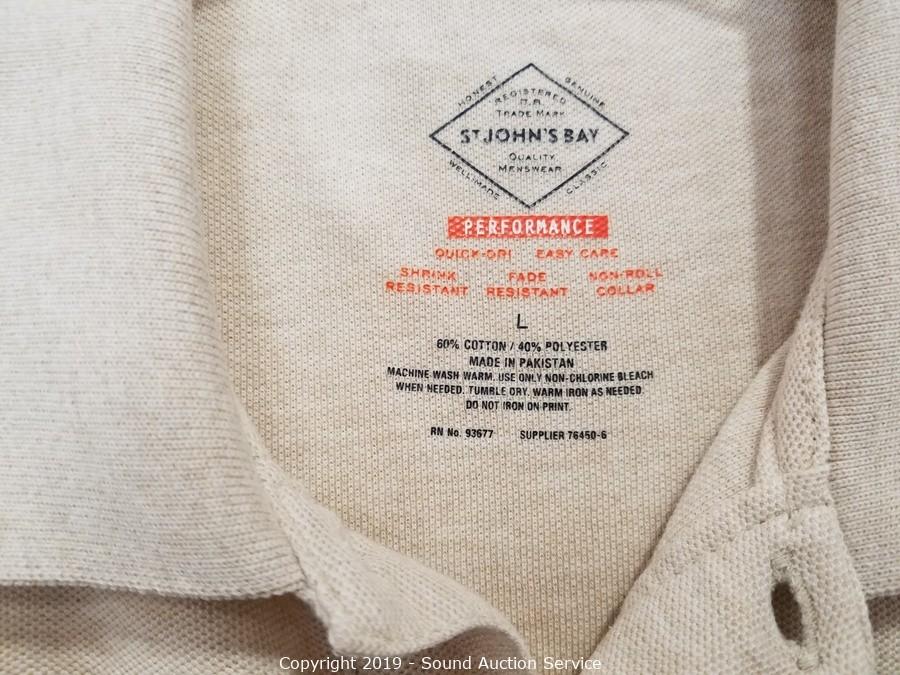 HONEST GENUINE
REGISTERED
T.R.
TRADE MARK
ST JOHN'S BAY
QUALITY
MENSWEAR
WELL-MADE CLASSIC
PERFORMANCE
QUICK-DRI EASY CARE
SHRINK RESISTANT
FADE RESISTANT
NON-ROLL COLLAR
L
60% COTTON / 40% POLYESTER
MADE IN PAKISTAN
MACHINE WASH WARM. USE ONLY NON-CHLORINE BLEACH
WHEN NEEDED. TUMBLE DRY. WARM IRON AS NEEDED.
DO NOT IRON ON PRINT.
RN No. 93677 SUPPLIER 76450-6
Copyright 2019 - Sound Auction Service